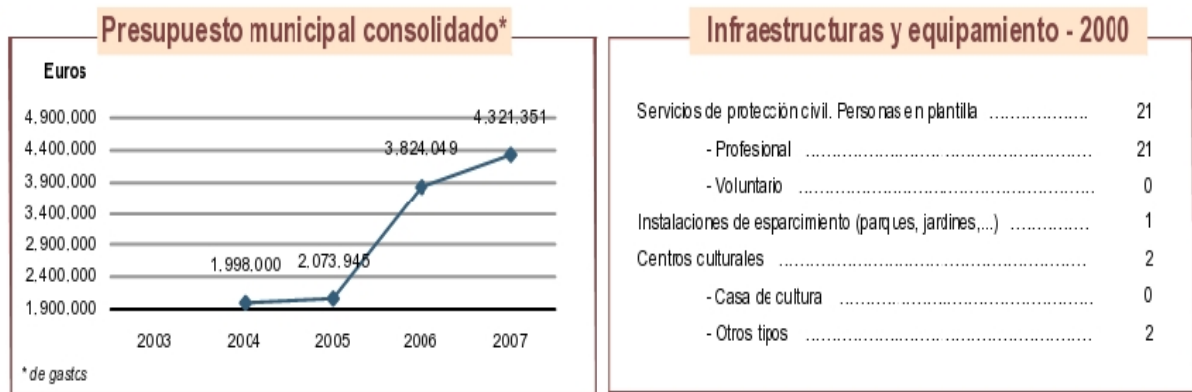 Presupuesto municipal consolidado*
Euros
4.900.000
4.400.000
3.900.000
3.400.000
2.900.000
2.400.000
1.900.000
4.321.351
3.824.049
1.998.000 2.073.945
2003 2004 2005 2006 2007
* de gastos
Infraestructuras y equipamiento - 2000
Servicios de protección civil. Personas en plantilla ................... 21
- Profesional ...................................................... 21
- Voluntario ....................................................... 0
Instalaciones de esparcimiento (parques, jardines,...) ............... 1
Centros culturales .......................................................... 2
- Casa de cultura ................................................ 0
- Otros tipos ...................................................... 2